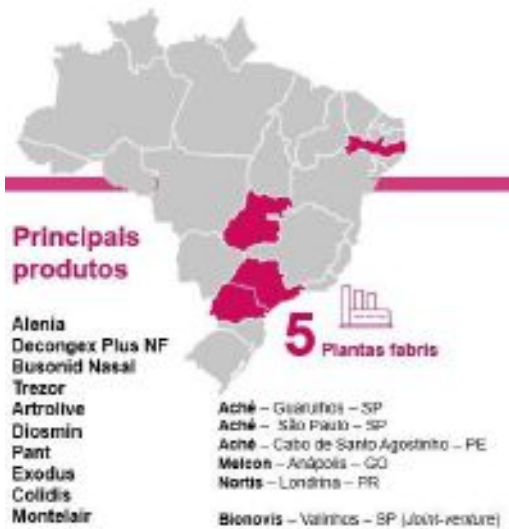 Principais
produtos
Alenia
Decongex Plus NF
Busonid Nasal
Trezor
Artrolive
Diosmin
Pant
Exodus
Colidis
Montelair
5 Plantas fabris
Aché – Guarulhos – SP
Aché – São Paulo – SP
Aché – Cabo de Santo Agostinho – PE
Melcon – Anápolis – GO
Nortis – Londrina – PR
Bionovis – Valinhos – SP (Joint-venture)